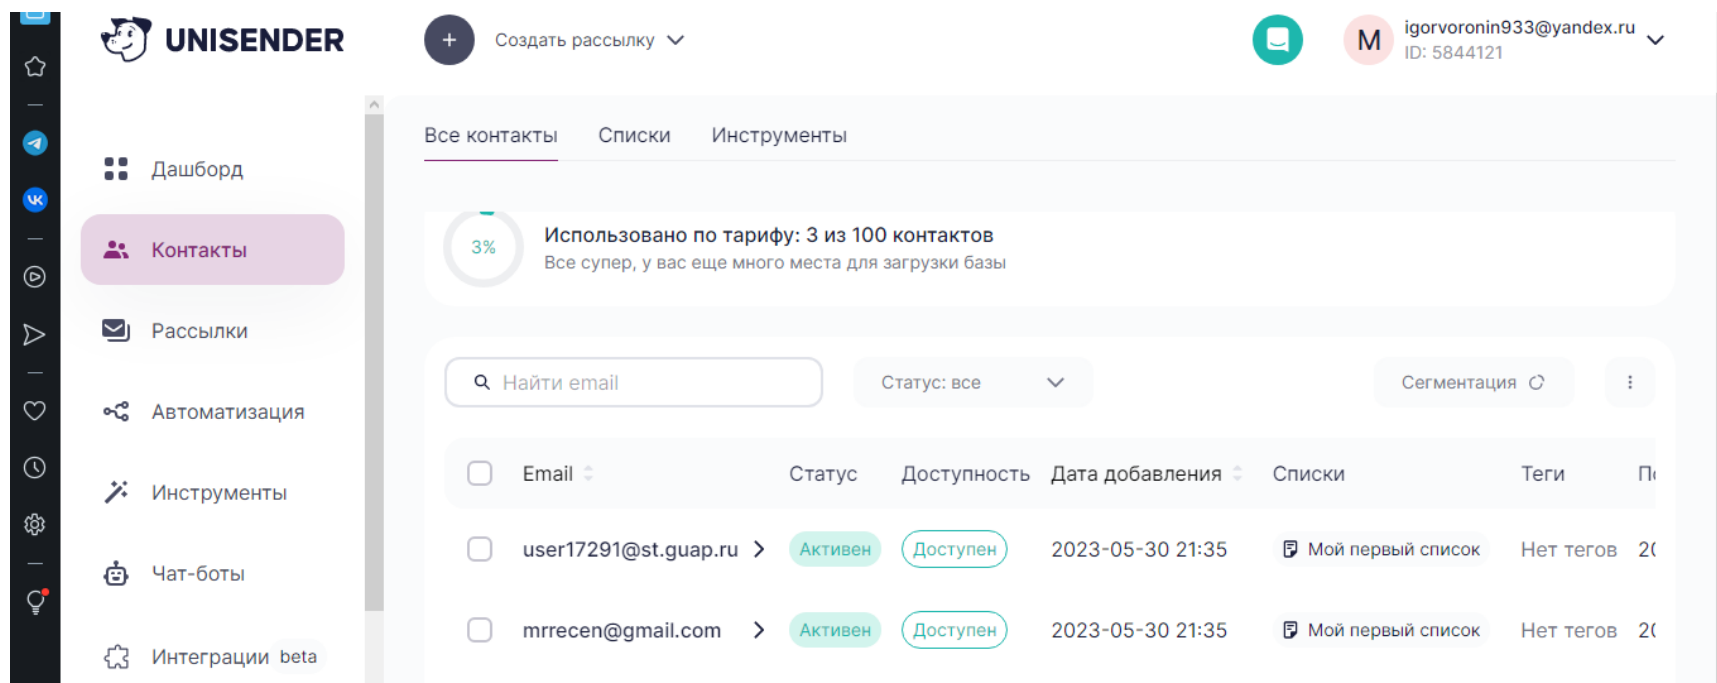 UNISENDER
+ Создать рассылку
M
igorvoronin933@yandex.ru
ID: 5844121
Дашборд
Контакты
Рассылки
Автоматизация
Инструменты
Чат-боты
Интеграции beta
Все контакты Списки Инструменты
3%
Использовано по тарифу: 3 из 100 контактов
Все супер, у вас еще много места для загрузки базы
Найти email Статус: все Сегментация
Email Статус Доступность Дата добавления Списки Теги
user17291@st.guap.ru Активен Доступен 2023-05-30 21:35 Мой первый список Нет тегов
mrrecen@gmail.com Активен Доступен 2023-05-30 21:35 Мой первый список Нет тегов